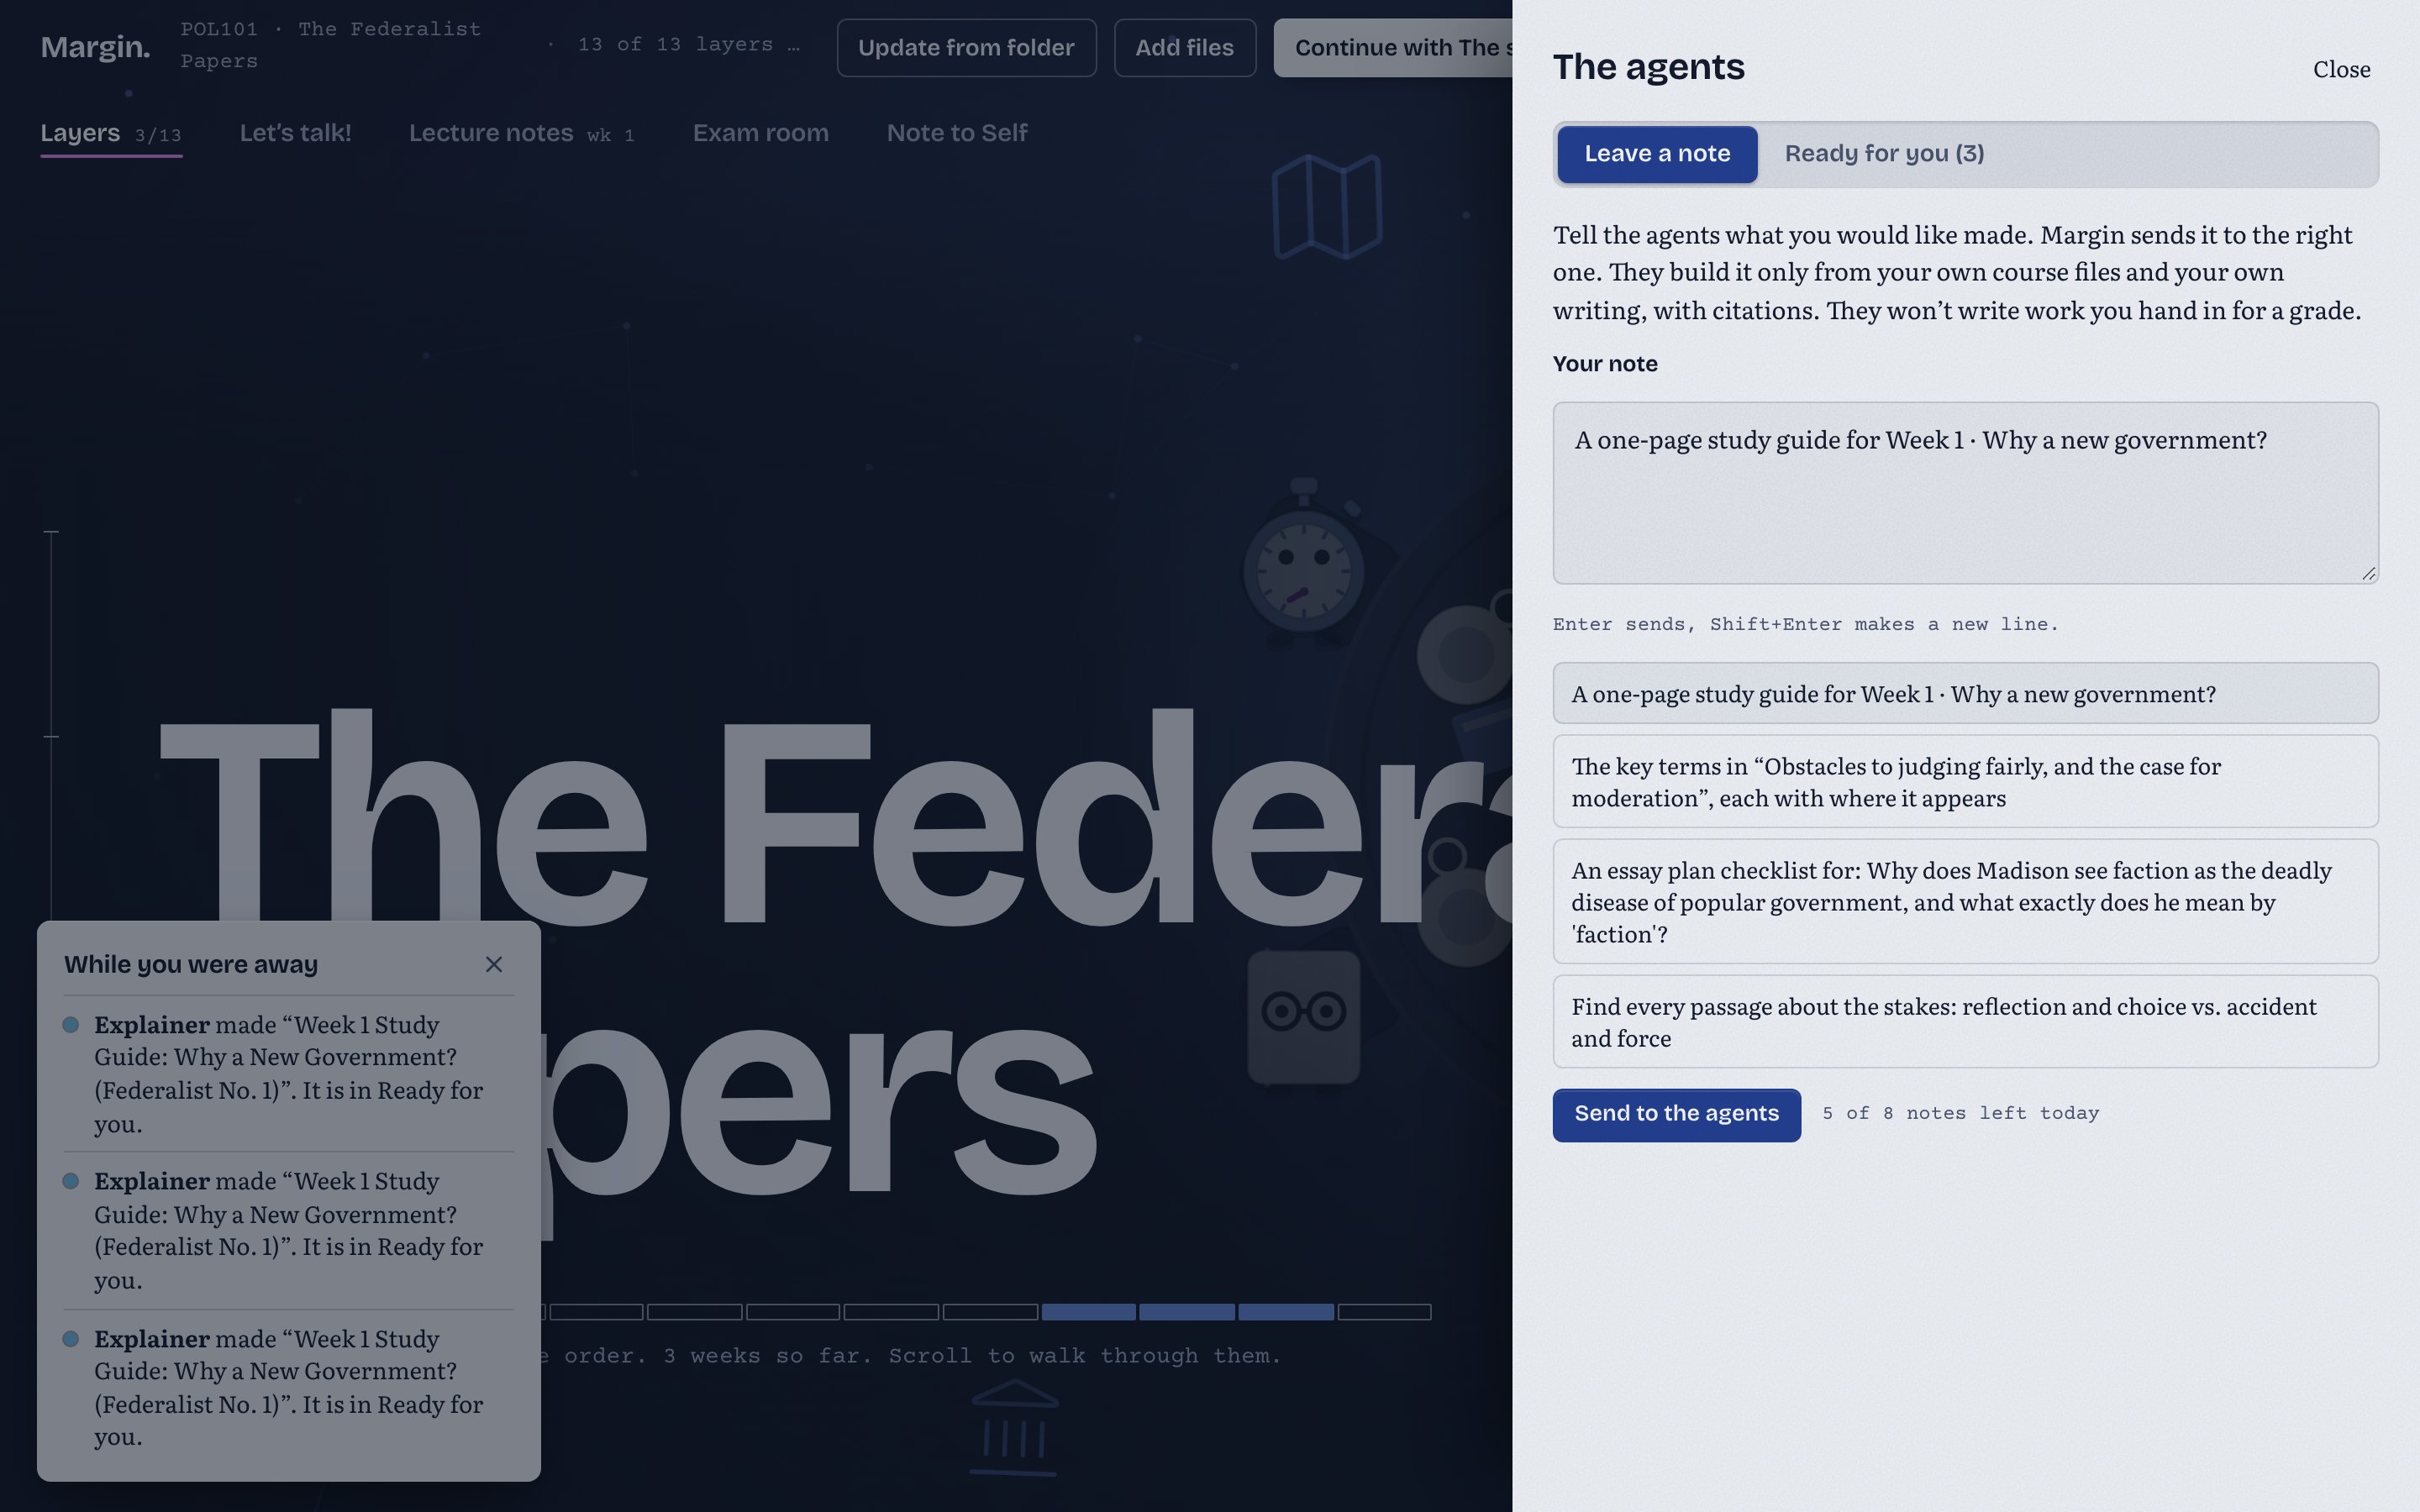 Margin.
POL101 · The Federalist
Papers
· 13 of 13 layers …
Update from folder
Add files
Continue with The s
Layers 3/13
Let’s talk!
Lecture notes wk 1
Exam room
Note to Self
The Federa
pers
e order. 3 weeks so far. Scroll to walk through them.
While you were away
Explainer made “Week 1 Study
Guide: Why a New Government?
(Federalist No. 1)”. It is in Ready for
you.
Explainer made “Week 1 Study
Guide: Why a New Government?
(Federalist No. 1)”. It is in Ready for
you.
Explainer made “Week 1 Study
Guide: Why a New Government?
(Federalist No. 1)”. It is in Ready for
you.
The agents
Close
Leave a note
Ready for you (3)
Tell the agents what you would like made. Margin sends it to the right
one. They build it only from your own course files and your own
writing, with citations. They won’t write work you hand in for a grade.
Your note
A one-page study guide for Week 1 · Why a new government?
Enter sends, Shift+Enter makes a new line.
A one-page study guide for Week 1 · Why a new government?
The key terms in “Obstacles to judging fairly, and the case for
moderation”, each with where it appears
An essay plan checklist for: Why does Madison see faction as the deadly
disease of popular government, and what exactly does he mean by
'faction'?
Find every passage about the stakes: reflection and choice vs. accident
and force
Send to the agents
5 of 8 notes left today